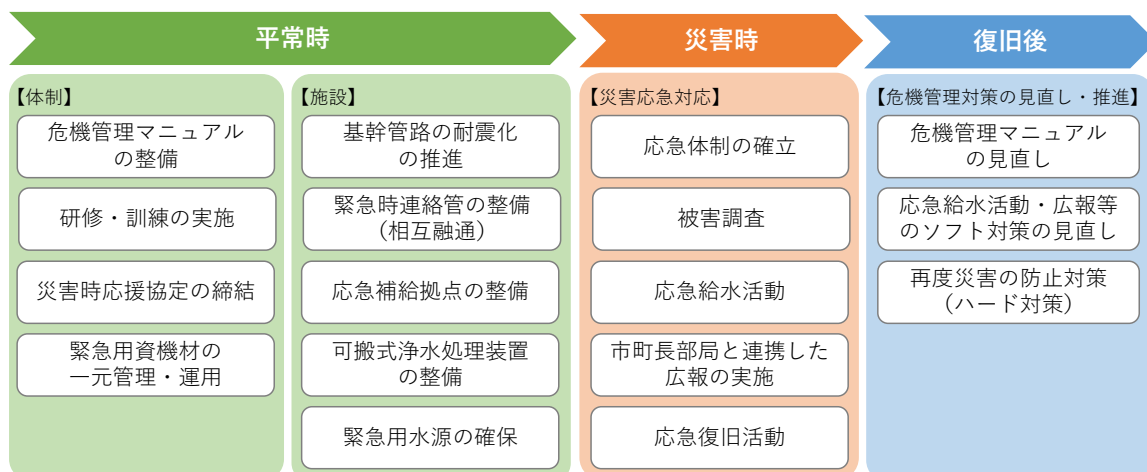 平常時
災害時
復旧後
【体制】
危機管理マニュアル
の整備
研修・訓練の実施
災害時応援協定の締結
緊急用資機材の
一元管理・運用
【施設】
基幹管路の耐震化
の推進
緊急時連絡管の整備
(相互融通)
応急補給拠点の整備
可搬式浄水処理装置
の整備
緊急用水源の確保
【災害応急対応】
応急体制の確立
被害調査
応急給水活動
市町長部局と連携した
広報の実施
応急復旧活動
【危機管理対策の見直し・推進】
危機管理マニュアル
の見直し
応急給水活動・広報等
のソフト対策の見直し
再度災害の防止対策
(ハード対策)